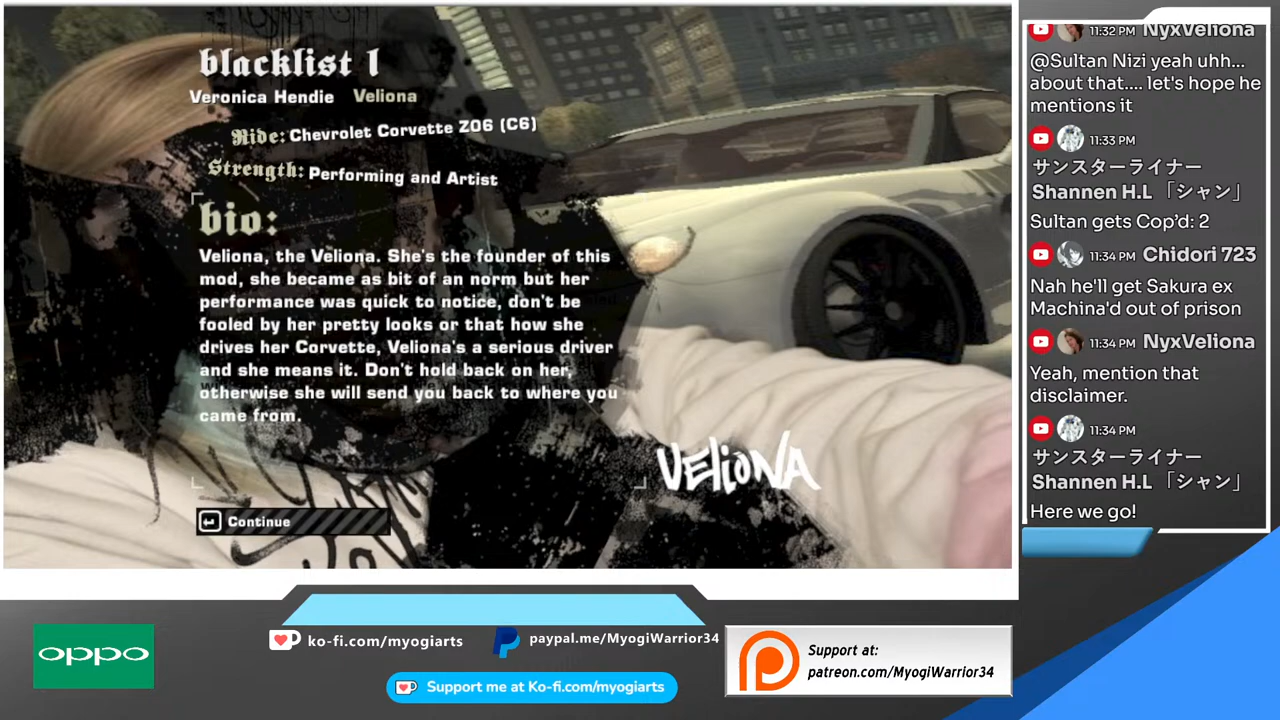 blacklist 1
Veronica Hendie Veliona
Ride: Chevrolet Corvette Z06 (C6)
Strength: Performing and Artist
bio:
Veliona, the Veliona. She's the founder of this
mod, she became as bit of an norm but her
performance was quick to notice, don't be
fooled by her pretty looks or that how she
drives her Corvette, Veliona's a serious driver
and she means it. Don't hold back on her,
otherwise she will send you back to where you
came from.
VELIONA
Continue
11:32 PM NyxVeliona
@Sultan Nizi yeah uhh...
about that.... let's hope he
mentions it
11:33 PM
サンスターライナー
Shannen H.L「シャン」
Sultan gets Cop'd: 2
11:34 PM Chidori 723
Nah he'll get Sakura ex
Machina'd out of prison
11:34 PM NyxVeliona
Yeah, mention that
disclaimer.
11:34 PM
サンスターライナー
Shannen H.L「シャン」
Here we go!
oppo
ko-fi.com/myogiarts
paypal.me/MyogiWarrior34
Support me at Ko-fi.com/myogiarts
Support at:
patreon.com/MyogiWarrior34